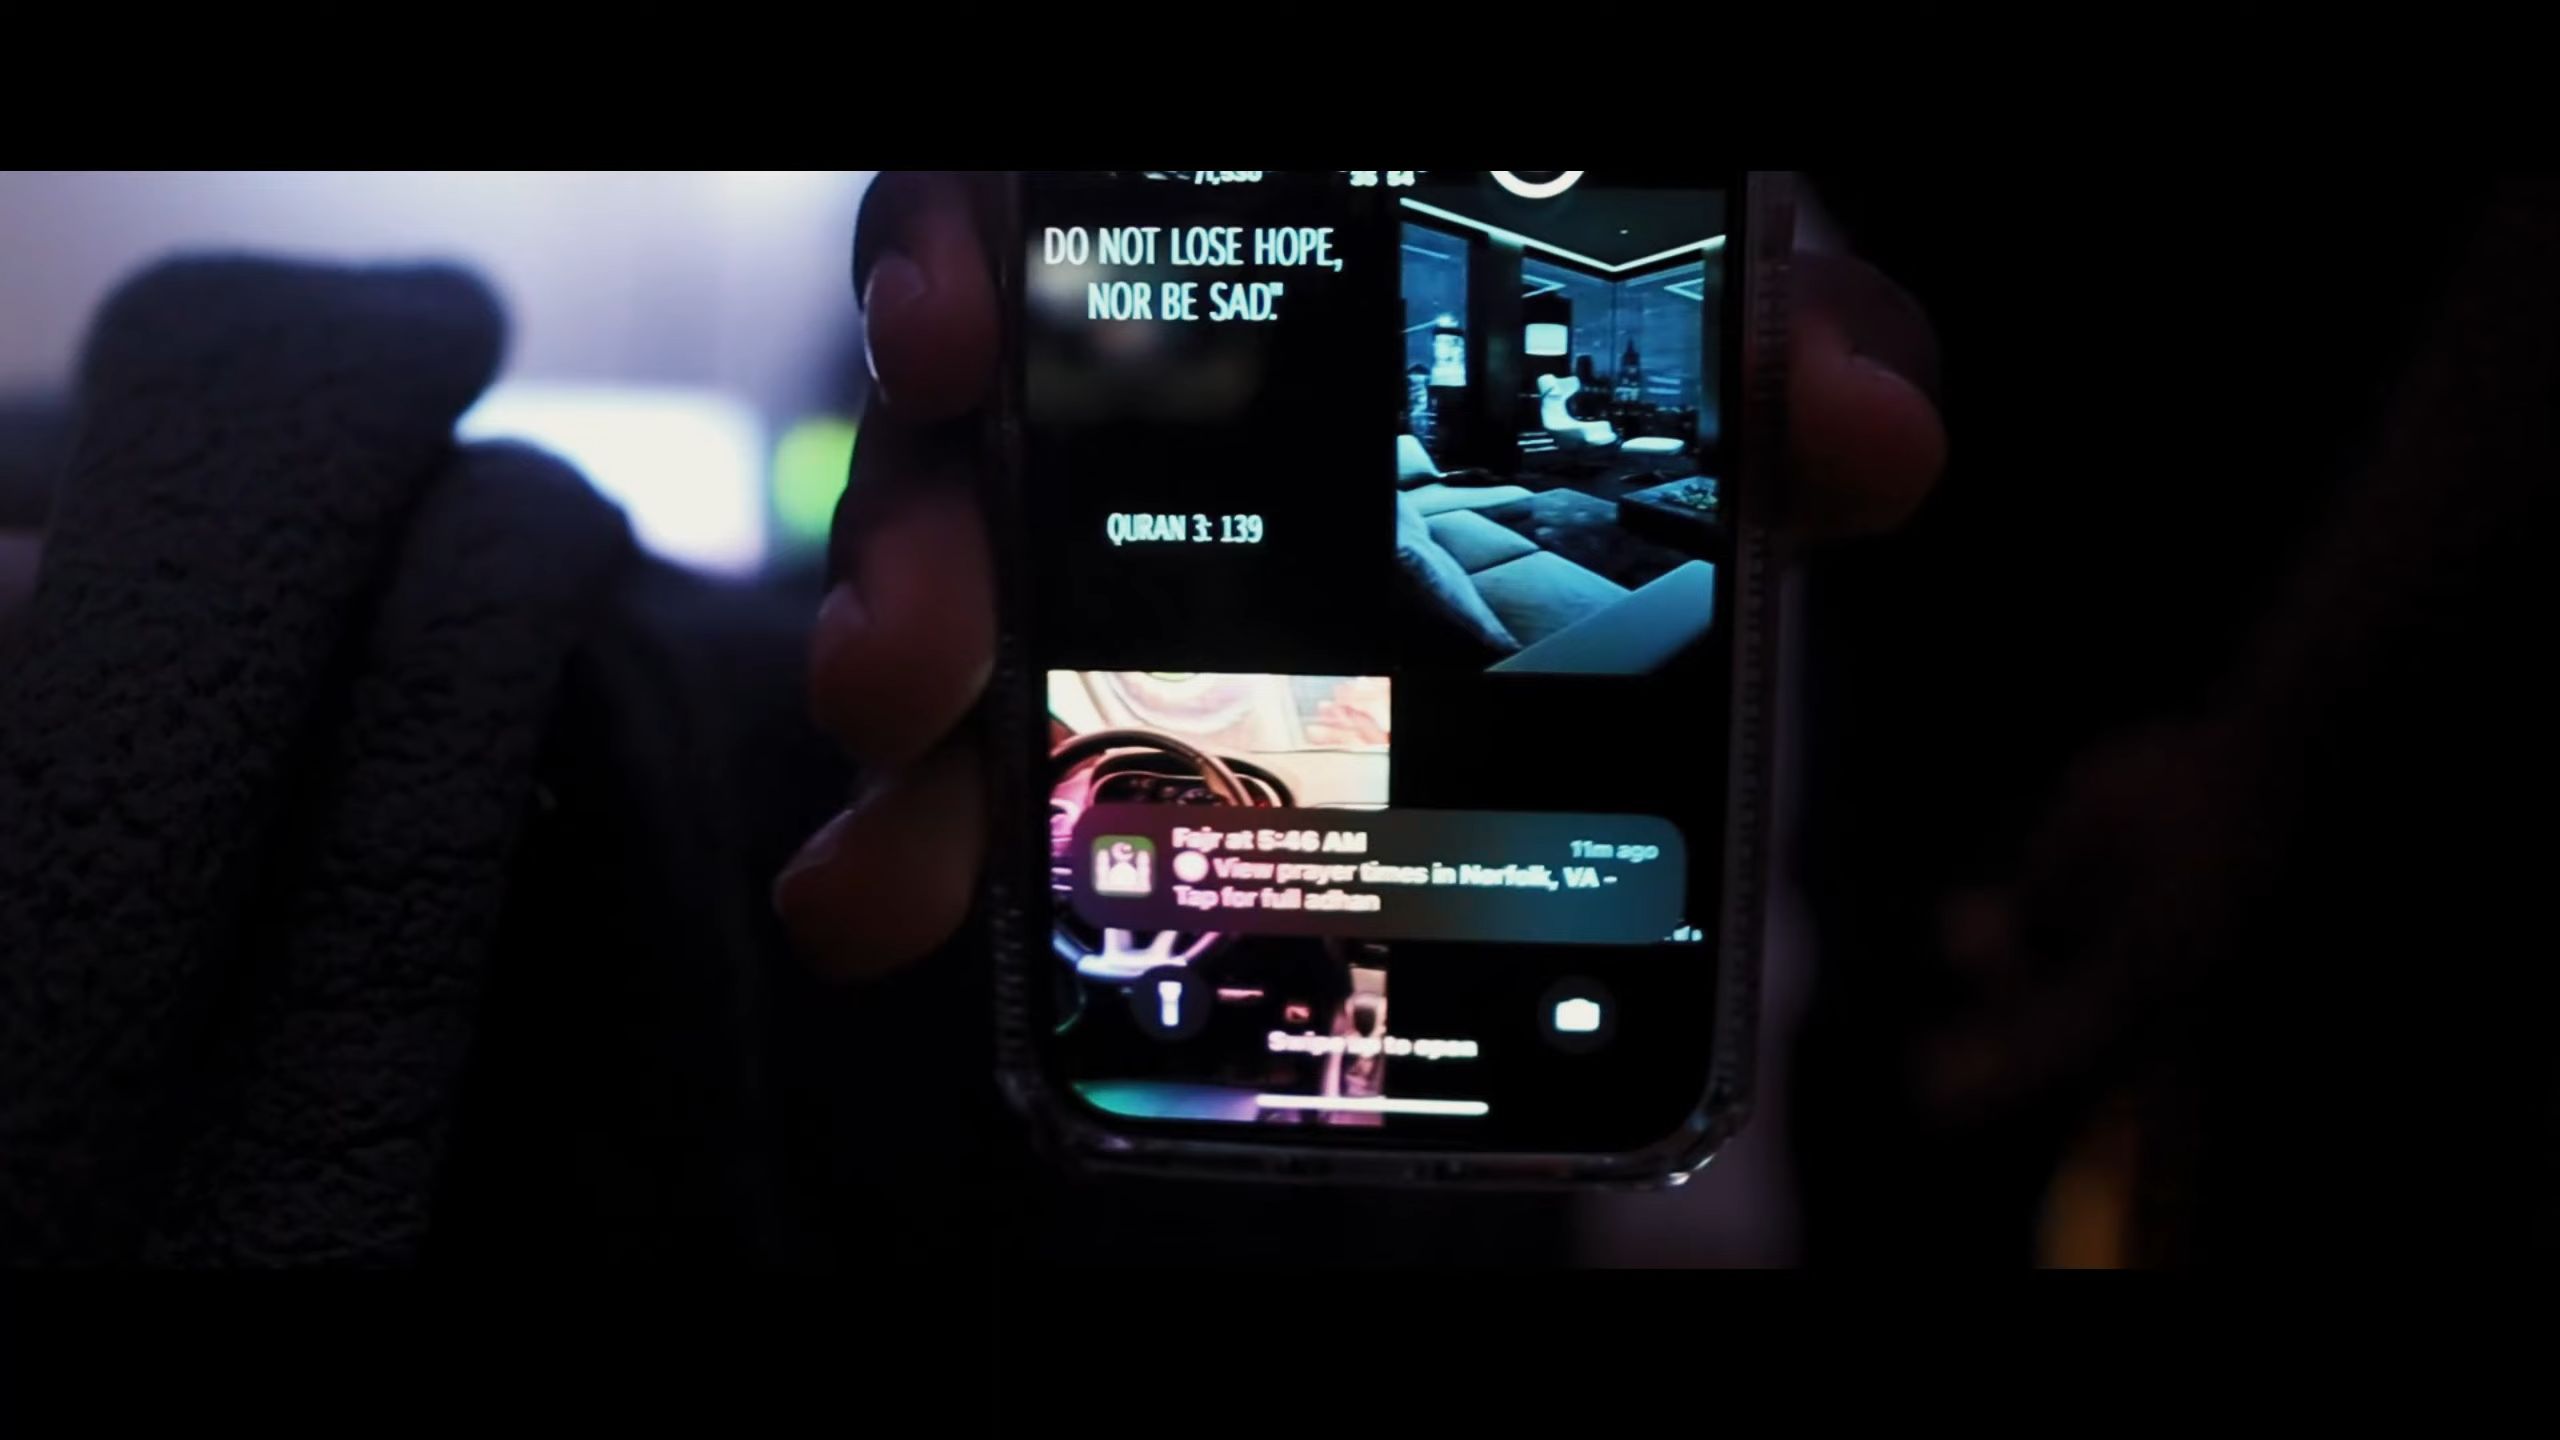 DO NOT LOSE HOPE,
NOR BE SAD."
QURAN 3: 139
Fajr at 5:46 AM
11m ago
View prayer times in Norfolk, VA -
Tap for full adhan
Swipe up to open